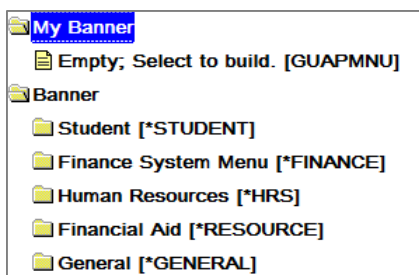 My Banner
Empty; Select to build. [GUAPMNU]
Banner
Student [*STUDENT]
Finance System Menu [*FINANCE]
Human Resources [*HRS]
Financial Aid [*RESOURCE]
General [*GENERAL]